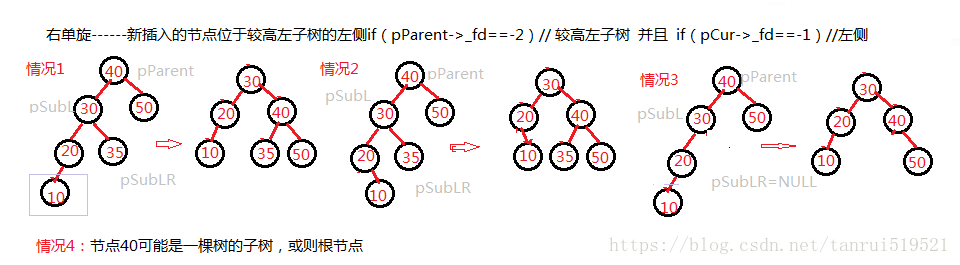 右单旋------新插入的节点位于较高左子树的左侧if（pParent->_fd==-2）// 较高左子树 并且 if（pCur->_fd==-1）//左侧
情况1
40
pParent
pSubL
30
50
20
35
10
pSubLR
30
20
40
10
35
50
情况2
40
pParent
pSubL
30
50
20
35
10
pSubLR
30
20
40
10
35
50
情况3
40
pParent
pSubL
30
50
20
10
pSubLR=NULL
30
20
40
10
50
情况4：节点40可能是一棵树的子树，或则根节点
https://blog.csdn.net/tanrui519521